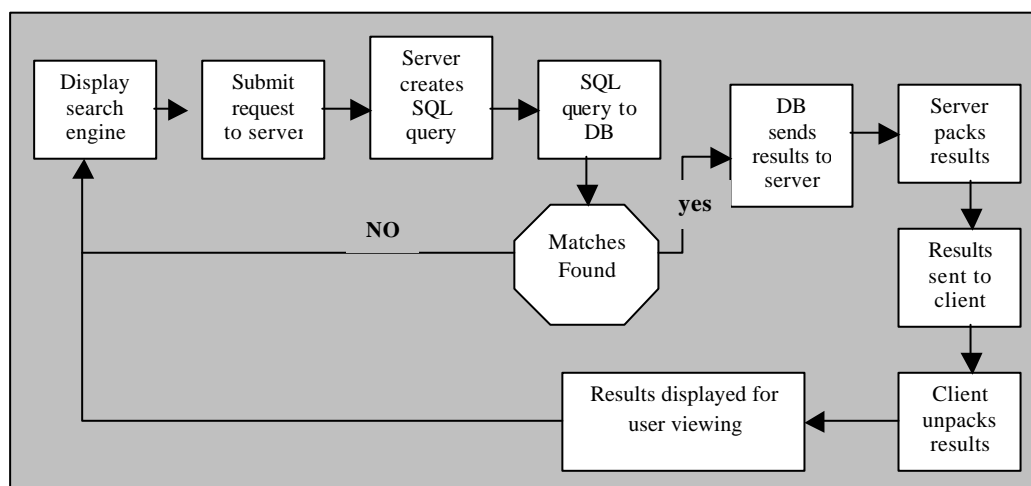 Display
search
engine
Submit
request
to server
Server
creates
SQL
query
SQL
query to
DB
DB
sends
results to
server
Server
packs
results
yes
NO
Matches
Found
Results
sent to
client
Results displayed for
user viewing
Client
unpacks
results